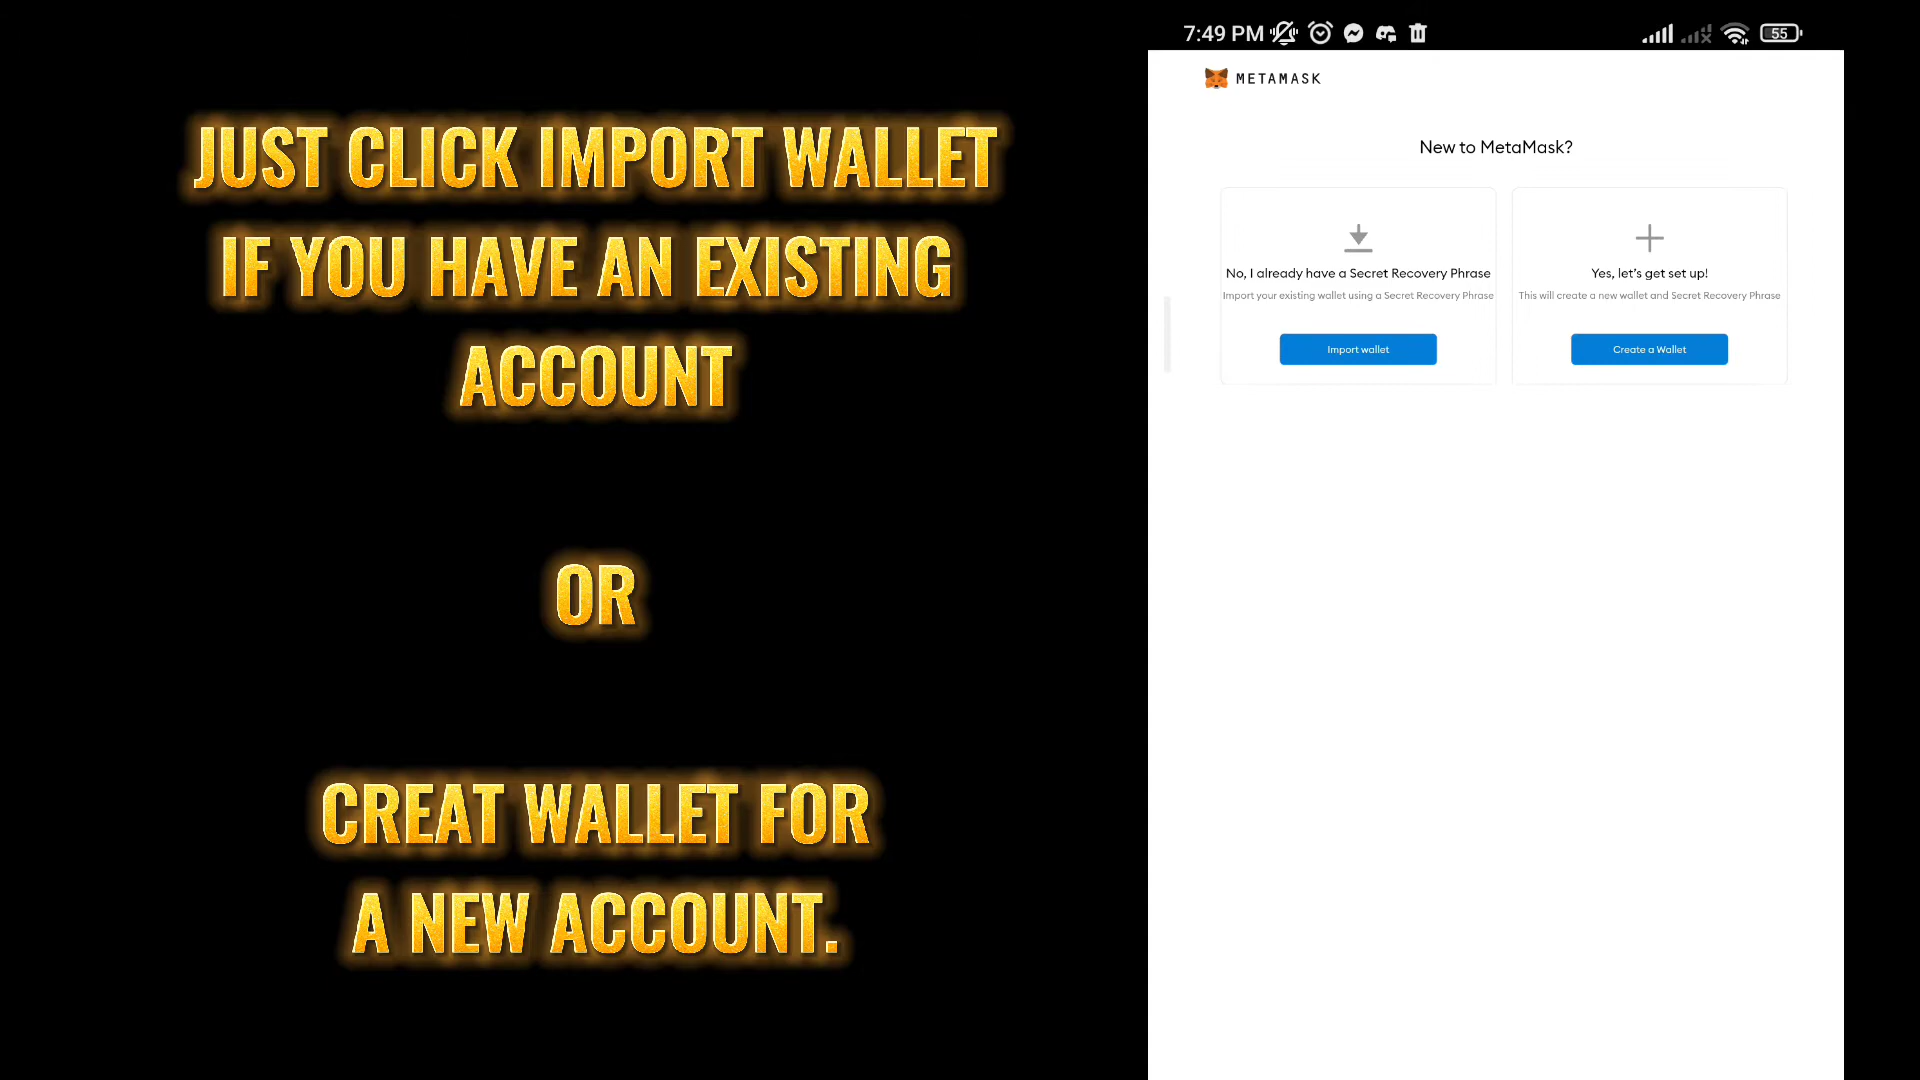 JUST CLICK IMPORT WALLET
IF YOU HAVE AN EXISTING
ACCOUNT
OR
CREAT WALLET FOR
A NEW ACCOUNT.
7:49 PM
55
METAMASK
New to MetaMask?
No, I already have a Secret Recovery Phrase
Import your existing wallet using a Secret Recovery Phrase
Import wallet
Yes, let's get set up!
This will create a new wallet and Secret Recovery Phrase
Create a Wallet